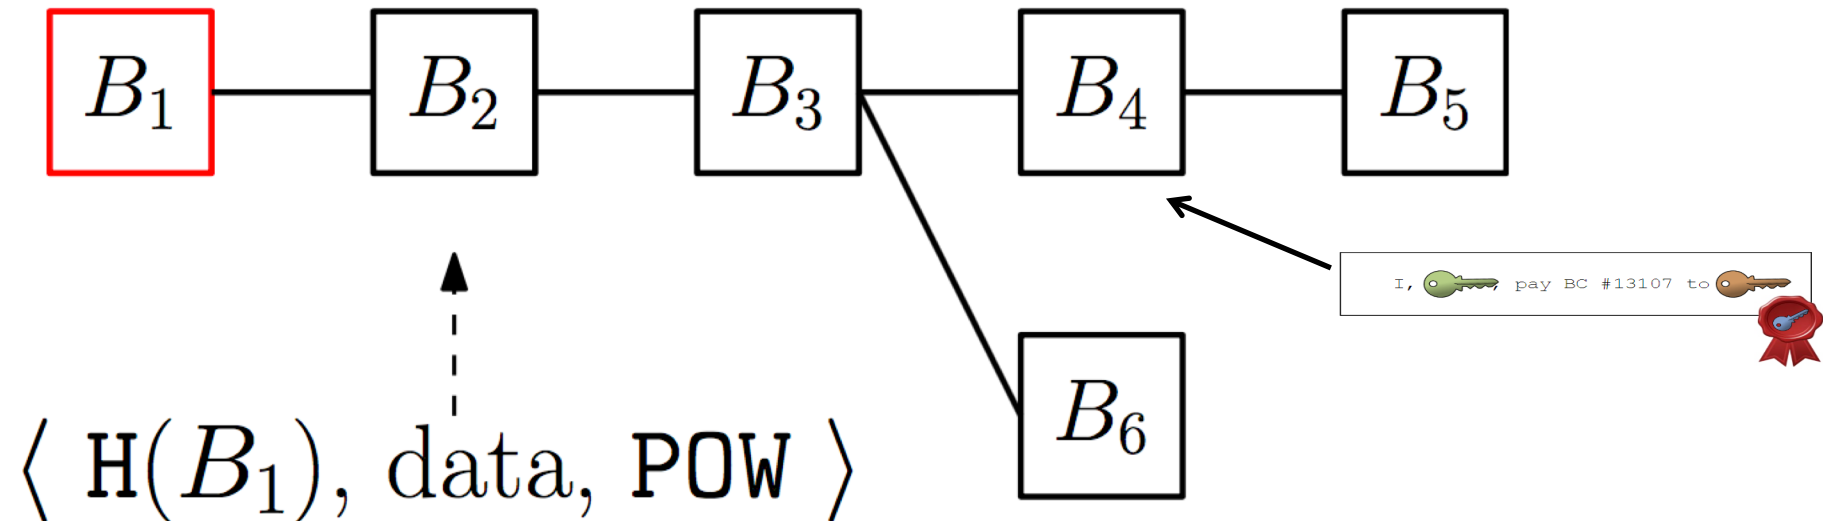 B₁ B₂ B₃ B₄ B₅
I, , pay BC #13107 to
B₆
⟨ H(B₁), data, POW ⟩